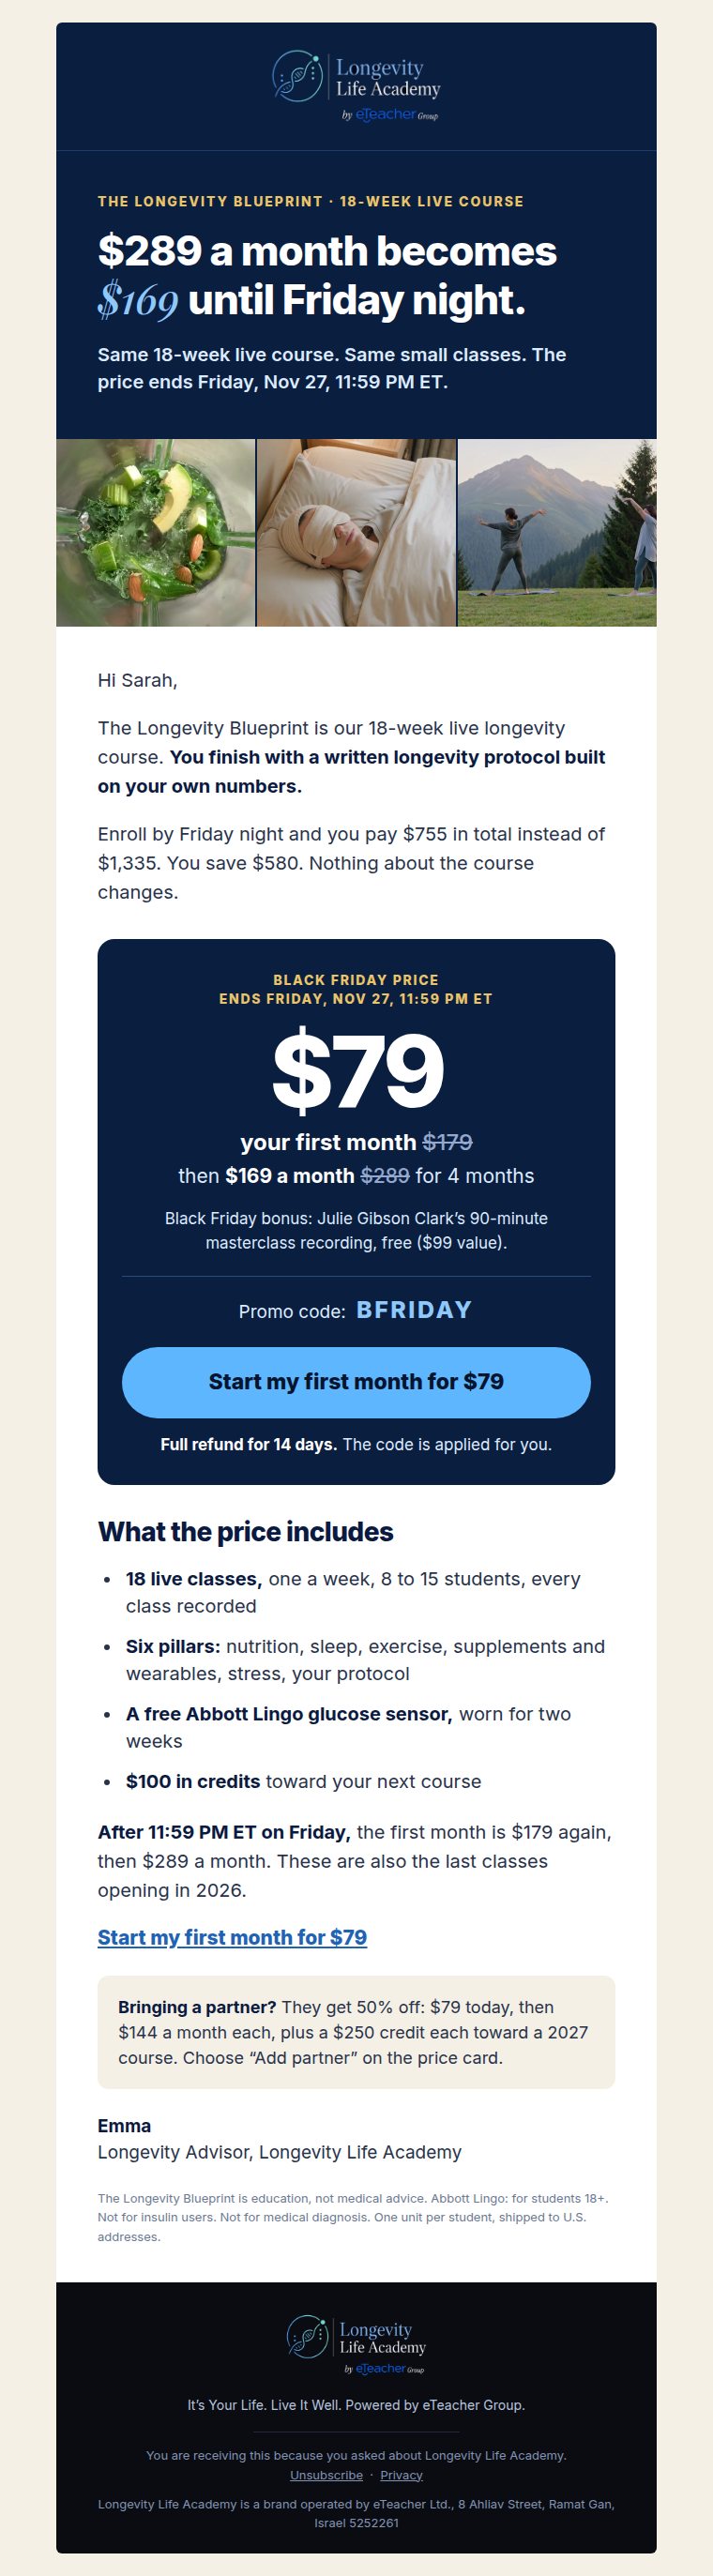 Longevity
Life Academy
by eTeacher Group
THE LONGEVITY BLUEPRINT · 18-WEEK LIVE COURSE
$289 a month becomes
$169 until Friday night.
Same 18-week live course. Same small classes. The
price ends Friday, Nov 27, 11:59 PM ET.
Hi Sarah,
The Longevity Blueprint is our 18-week live longevity
course. You finish with a written longevity protocol built
on your own numbers.
Enroll by Friday night and you pay $755 in total instead of
$1,335. You save $580. Nothing about the course
changes.
BLACK FRIDAY PRICE
ENDS FRIDAY, NOV 27, 11:59 PM ET
$79
your first month $179
then $169 a month $289 for 4 months
Black Friday bonus: Julie Gibson Clark’s 90-minute
masterclass recording, free ($99 value).
Promo code: BFRIDAY
Start my first month for $79
Full refund for 14 days. The code is applied for you.
What the price includes
• 18 live classes, one a week, 8 to 15 students, every
class recorded
• Six pillars: nutrition, sleep, exercise, supplements and
wearables, stress, your protocol
• A free Abbott Lingo glucose sensor, worn for two
weeks
• $100 in credits toward your next course
After 11:59 PM ET on Friday, the first month is $179 again,
then $289 a month. These are also the last classes
opening in 2026.
Start my first month for $79
Bringing a partner? They get 50% off: $79 today, then
$144 a month each, plus a $250 credit each toward a 2027
course. Choose “Add partner” on the price card.
Emma
Longevity Advisor, Longevity Life Academy
The Longevity Blueprint is education, not medical advice. Abbott Lingo: for students 18+.
Not for insulin users. Not for medical diagnosis. One unit per student, shipped to U.S.
addresses.
Longevity
Life Academy
by eTeacher Group
It’s Your Life. Live It Well. Powered by eTeacher Group.
You are receiving this because you asked about Longevity Life Academy.
Unsubscribe · Privacy
Longevity Life Academy is a brand operated by eTeacher Ltd., 8 Ahliav Street, Ramat Gan,
Israel 5252261